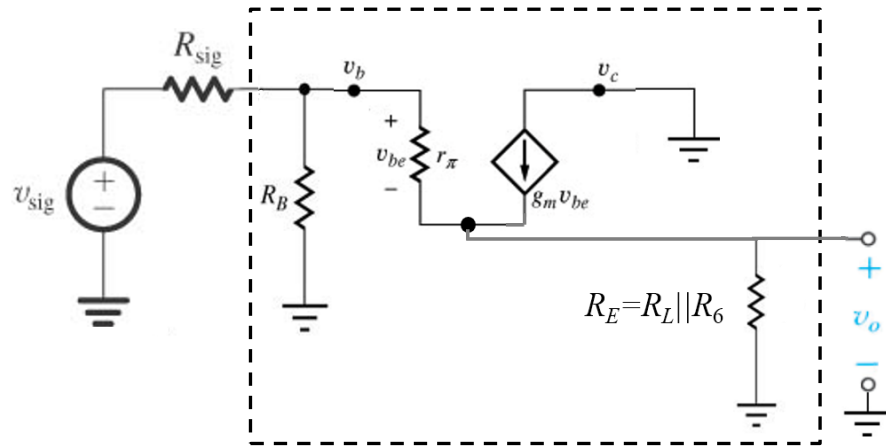 R_sig
v_b
v_c
+
v_be
r_π
−
+
−
v_sig
R_B
g_m v_be
R_E=R_L||R_6
+
v_o
−